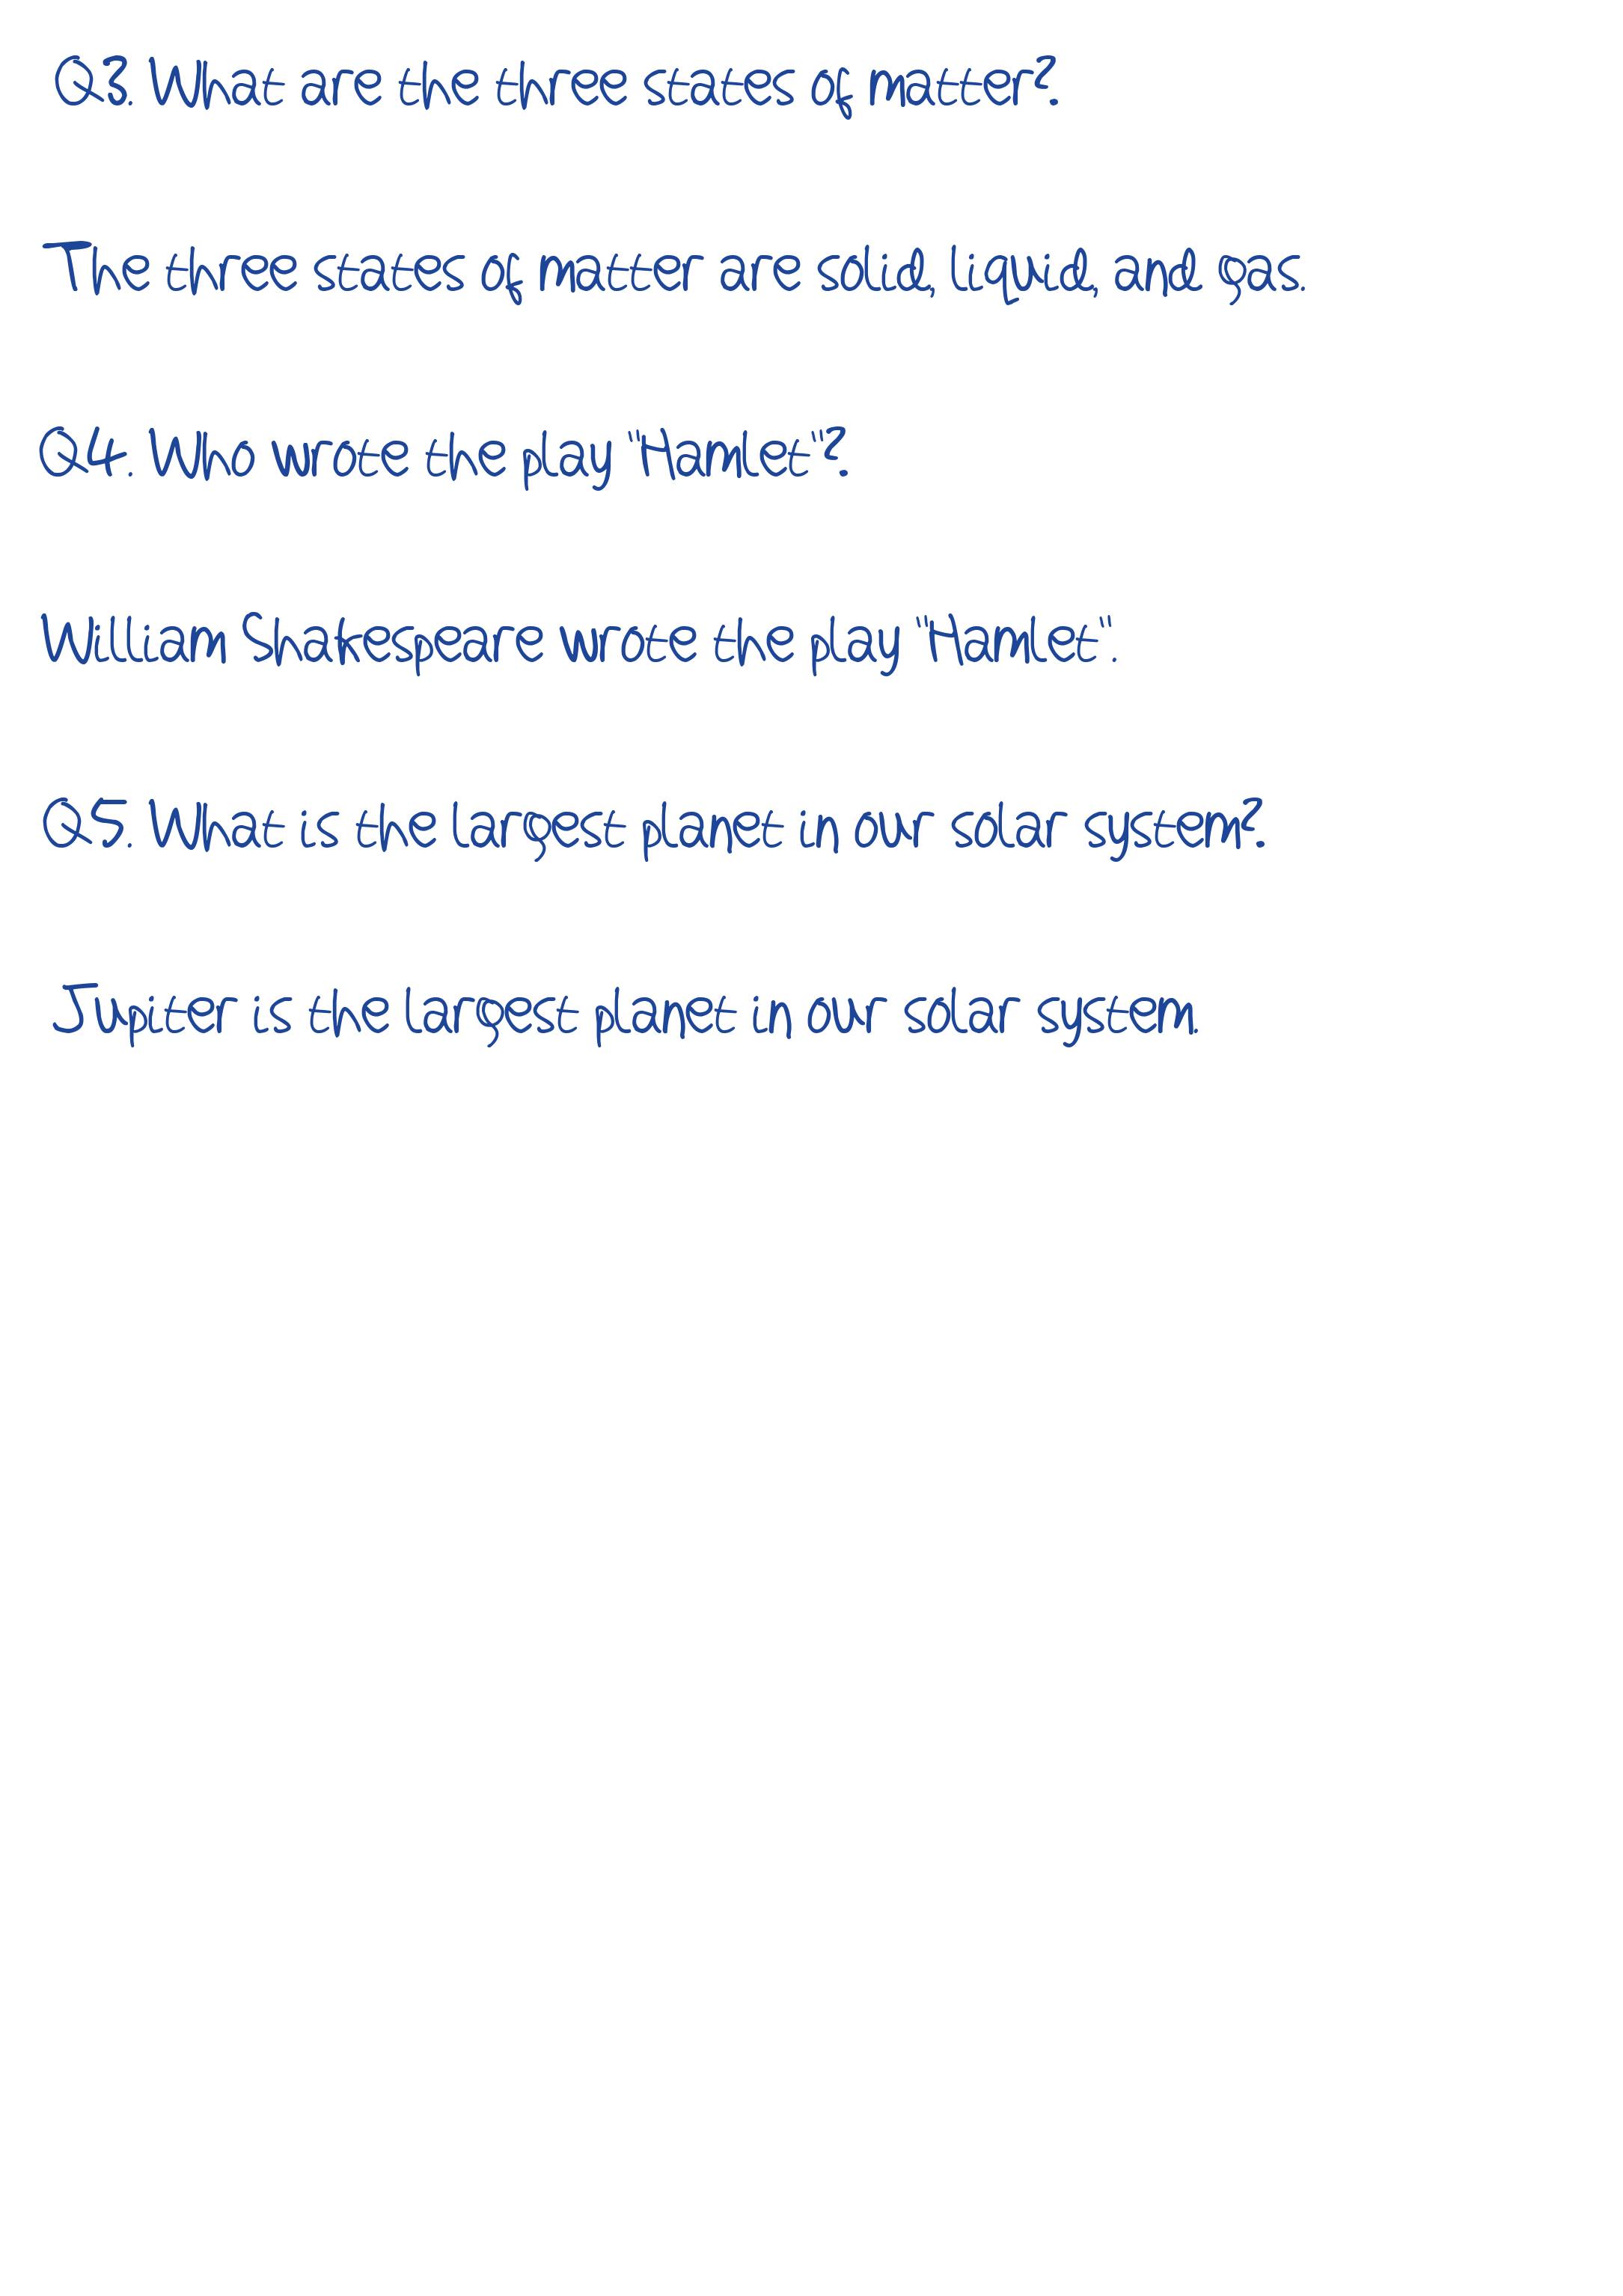 Q3. What are the three states of matter?
The three states of matter are solid, liquid, and gas.
Q4. Who wrote the play "Hamlet"?
William Shakespeare wrote the play "Hamlet".
Q5. What is the largest planet in our solar system?
Jupiter is the largest planet in our solar system.